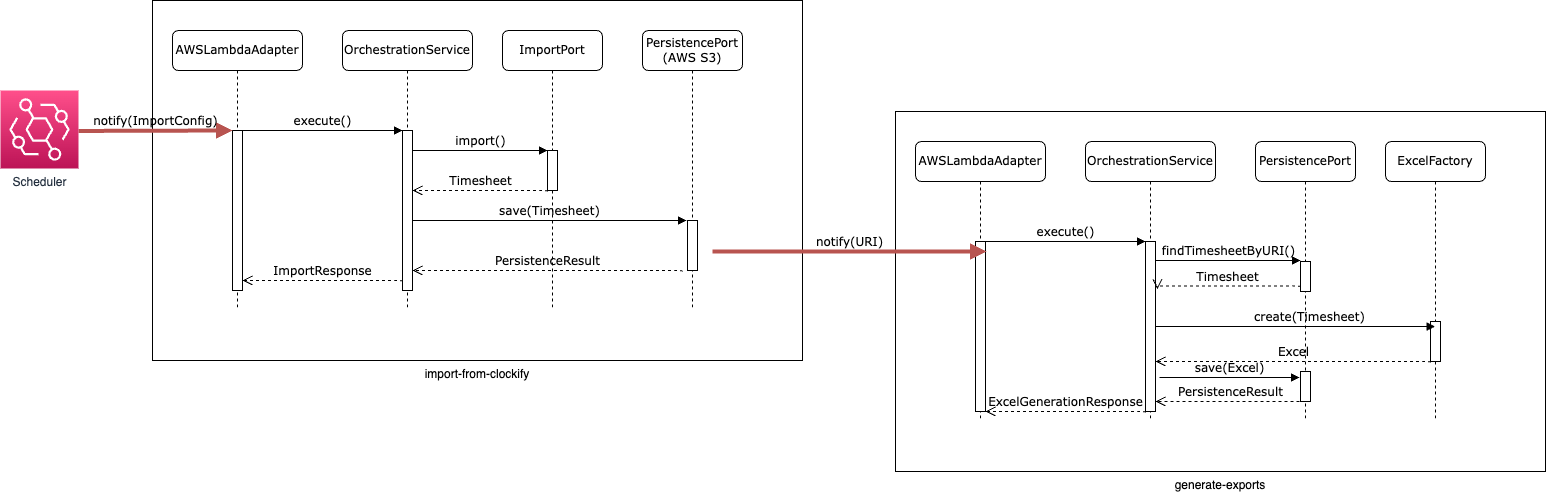 AWSLambdaAdapter
OrchestrationService
ImportPort
PersistencePort
(AWS S3)
notify(ImportConfig)
execute()
import()
Timesheet
save(Timesheet)
PersistenceResult
ImportResponse
Scheduler
import-from-clockify
notify(URI)
AWSLambdaAdapter
OrchestrationService
PersistencePort
ExcelFactory
execute()
findTimesheetByURI()
Timesheet
create(Timesheet)
Excel
save(Excel)
PersistenceResult
ExcelGenerationResponse
generate-exports